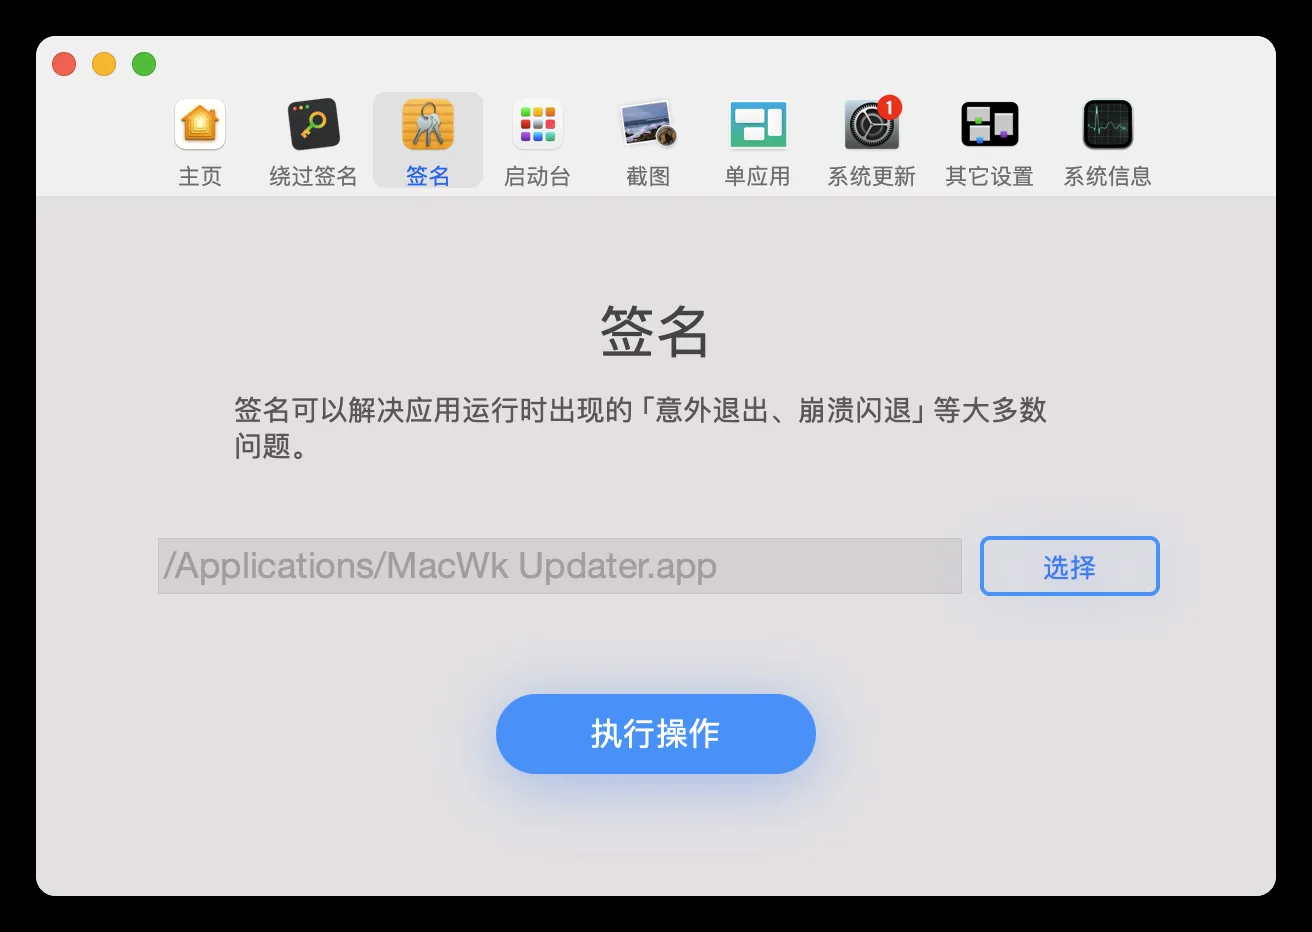 主页
绕过签名
签名
启动台
截图
单应用
1
系统更新
其它设置
系统信息
签名
签名可以解决应用运行时出现的「意外退出、崩溃闪退」等大多数
问题。
/Applications/MacWk Updater.app
选择
执行操作